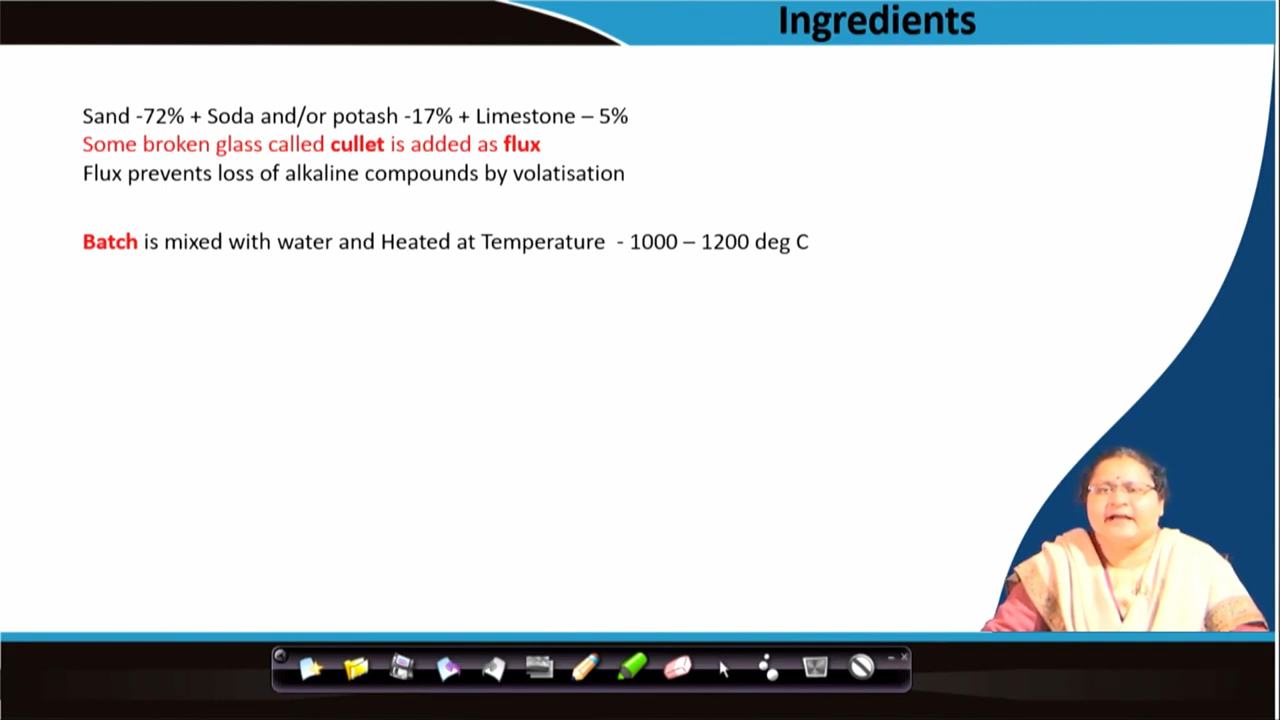 Ingredients
Sand -72% + Soda and/or potash -17% + Limestone – 5%
Some broken glass called cullet is added as flux
Flux prevents loss of alkaline compounds by volatisation
Batch is mixed with water and Heated at Temperature - 1000 – 1200 deg C